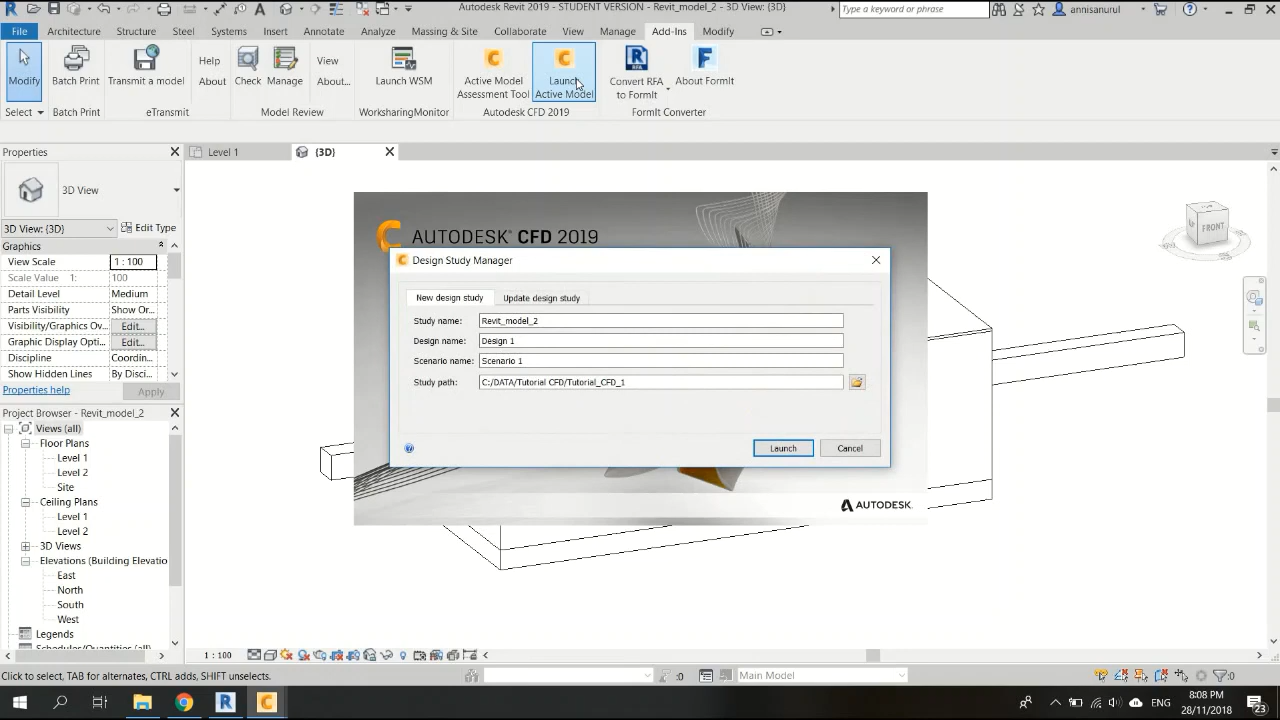 Autodesk Revit 2019 - STUDENT VERSION - Revit_model_2 - 3D View: {3D}
Type a keyword or phrase
annisanurul
File Architecture Structure Steel Systems Insert Annotate Analyze Massing & Site Collaborate View Manage Add-Ins Modify
Modify
Batch Print
Transmit a model
Help
About
Check
Manage
View
About...
Launch WSM
Active Model
Assessment Tool
Launch
Active Model
Convert RFA
to FormIt
About FormIt
Select
Batch Print
eTransmit
Model Review
WorksharingMonitor
Autodesk CFD 2019
FormIt Converter
Properties
Level 1
{3D}
3D View
3D View: {3D}
Edit Type
Graphics
View Scale 1 : 100
Scale Value 1: 100
Detail Level Medium
Parts Visibility Show Or...
Visibility/Graphics Ov... Edit...
Graphic Display Opti... Edit...
Discipline Coordin...
Show Hidden Lines By Disci...
Properties help
Apply
Project Browser - Revit_model_2
Views (all)
Floor Plans
Level 1
Level 2
Site
Ceiling Plans
Level 1
Level 2
3D Views
Elevations (Building Elevatio
East
North
South
West
Legends
Schedules/Quantities (all)
FRONT
AUTODESK® CFD 2019
Design Study Manager
New design study
Update design study
Study name: Revit_model_2
Design name: Design 1
Scenario name: Scenario 1
Study path: C:/DATA/Tutorial CFD/Tutorial_CFD_1
Launch
Cancel
AUTODESK.
1 : 100
Click to select, TAB for alternates, CTRL adds, SHIFT unselects.
:0
Main Model
:0
8:08 PM
28/11/2018
23